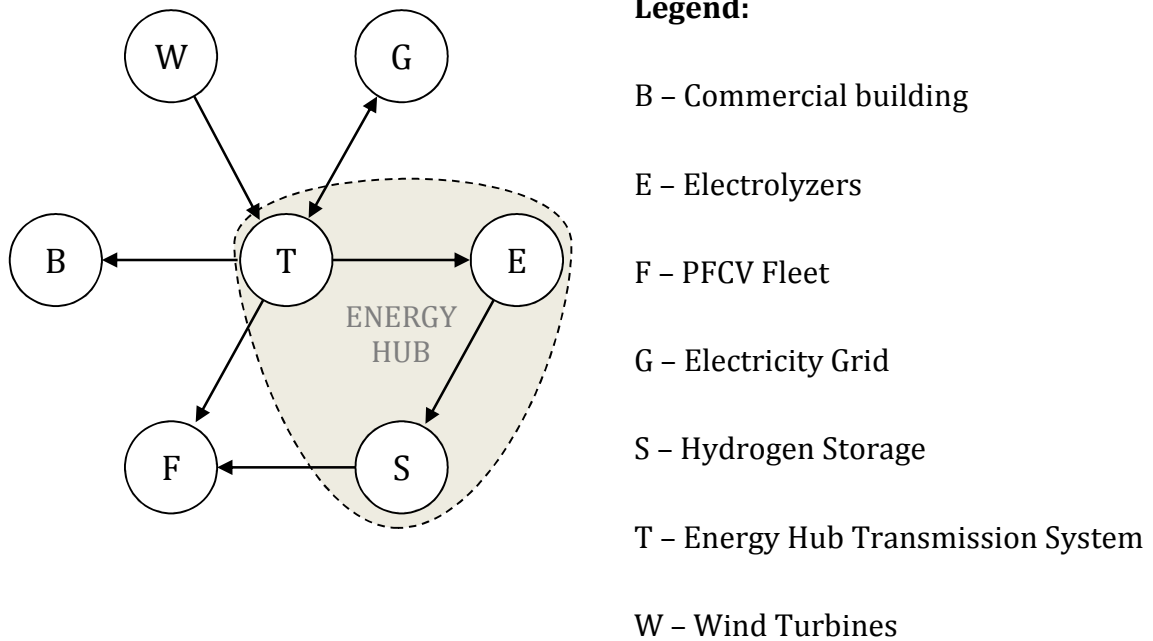 Legend:
W
G
B – Commercial building
E – Electrolyzers
B
T
E
F – PFCV Fleet
ENERGY
HUB
G – Electricity Grid
F
S
S – Hydrogen Storage
T – Energy Hub Transmission System
W – Wind Turbines